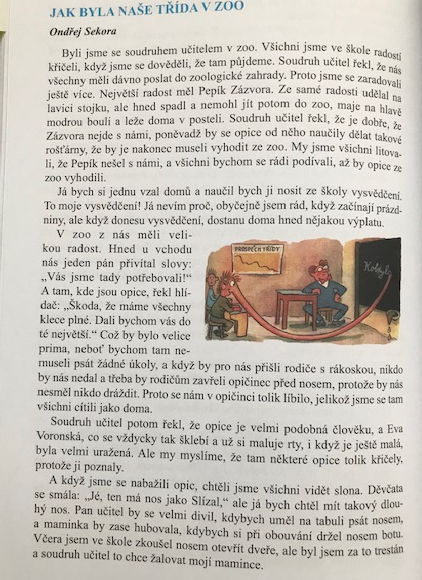 JAK BYLA NAŠE TŘÍDA V ZOO
Ondřej Sekora
Byli jsme se soudruhem učitelem v zoo. Všichni jsme ve škole radostí
křičeli, když jsme se dověděli, že tam půjdeme. Soudruh učitel řekl, že nás
všechny měli dávno poslat do zoologické zahrady. Proto jsme se zaradovali
ještě více. Největší radost měl Pepík Zázvora. Ze samé radosti udělal na
lavici stojku, ale hned spadl a nemohl jít potom do zoo, maje na hlavě
modrou bouli a leže doma v posteli. Soudruh učitel řekl, že je dobře, že
Zázvora nejde s námi, poněvadž by se opice od něho naučily dělat takové
rošťárny, že by je nakonec museli vyhodit ze zoo. My jsme všichni litova-
li, že Pepík nešel s námi, a všichni bychom se rádi podívali, až by opice ze
zoo vyhodili.
Já bych si jednu vzal domů a naučil bych ji nosit ze školy vysvědčení.
To moje vysvědčení! Já nevím proč, obyčejně jsem rád, když začínají prázd-
niny, ale když donesu vysvědčení, dostanu doma hned nějakou výplatu.
V zoo z nás měli veli-
kou radost. Hned u vchodu
nás jeden pán přivítal slovy:
„Vás jsme tady potřebovali!“
A tam, kde jsou opice, řekl hlí-
dač: „Škoda, že máme všechny
klece plné. Dali bychom vás do
té největší.“ Což by bylo velice
prima, neboť bychom tam ne-
museli psát žádné úkoly, a když by pro nás přišli rodiče s rákoskou, nikdo
by nás nedal a třeba by rodičům zavřeli opičinec před nosem, protože by nás
nesměl nikdo dráždit. Proto se nám v opičinci tolik líbilo, jelikož jsme se tam
všichni cítili jako doma.
Soudruh učitel potom řekl, že opice je velmi podobná člověku, a Eva
Voronská, co se vždycky tak šklebí a už si maluje rty, i když je ještě malá,
byla velmi uražená. Ale my myslíme, že tam některé opice tolik křičely,
protože ji poznaly.
A když jsme se nabažili opic, chtěli jsme všichni vidět slona. Děvčata
se smála: „Jé, ten má nos jako Slízal,“ ale já bych chtěl mít takový dlou-
hý nos. Pan učitel by se velmi divil, kdybych uměl na tabuli psát nosem,
a maminka by zase hubovala, kdybych si při obouvání držel nosem botu.
Včera jsem ve škole zkoušel nosem otevřít dveře, ale byl jsem za to trestán
a soudruh učitel to chce žalovat mojí mamince.
PROSPĚCH TŘÍDY
Kobyl